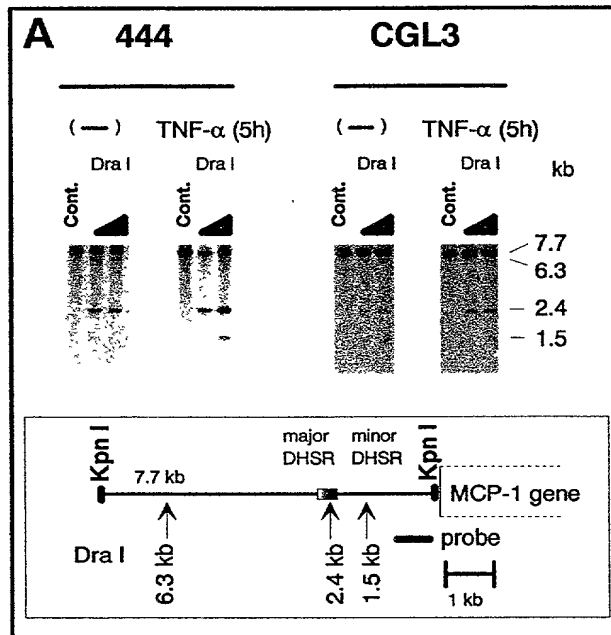 A 444 CGL3
(—) TNF-α (5h) (—) TNF-α (5h)
Cont. Dra I Cont. Dra I Cont. Dra I Cont. Dra I kb
7.7
6.3
2.4
1.5
Kpn I 7.7 kb major DHSR minor DHSR Kpn I
MCP-1 gene
Dra I 6.3 kb 2.4 kb 1.5 kb probe
1 kb